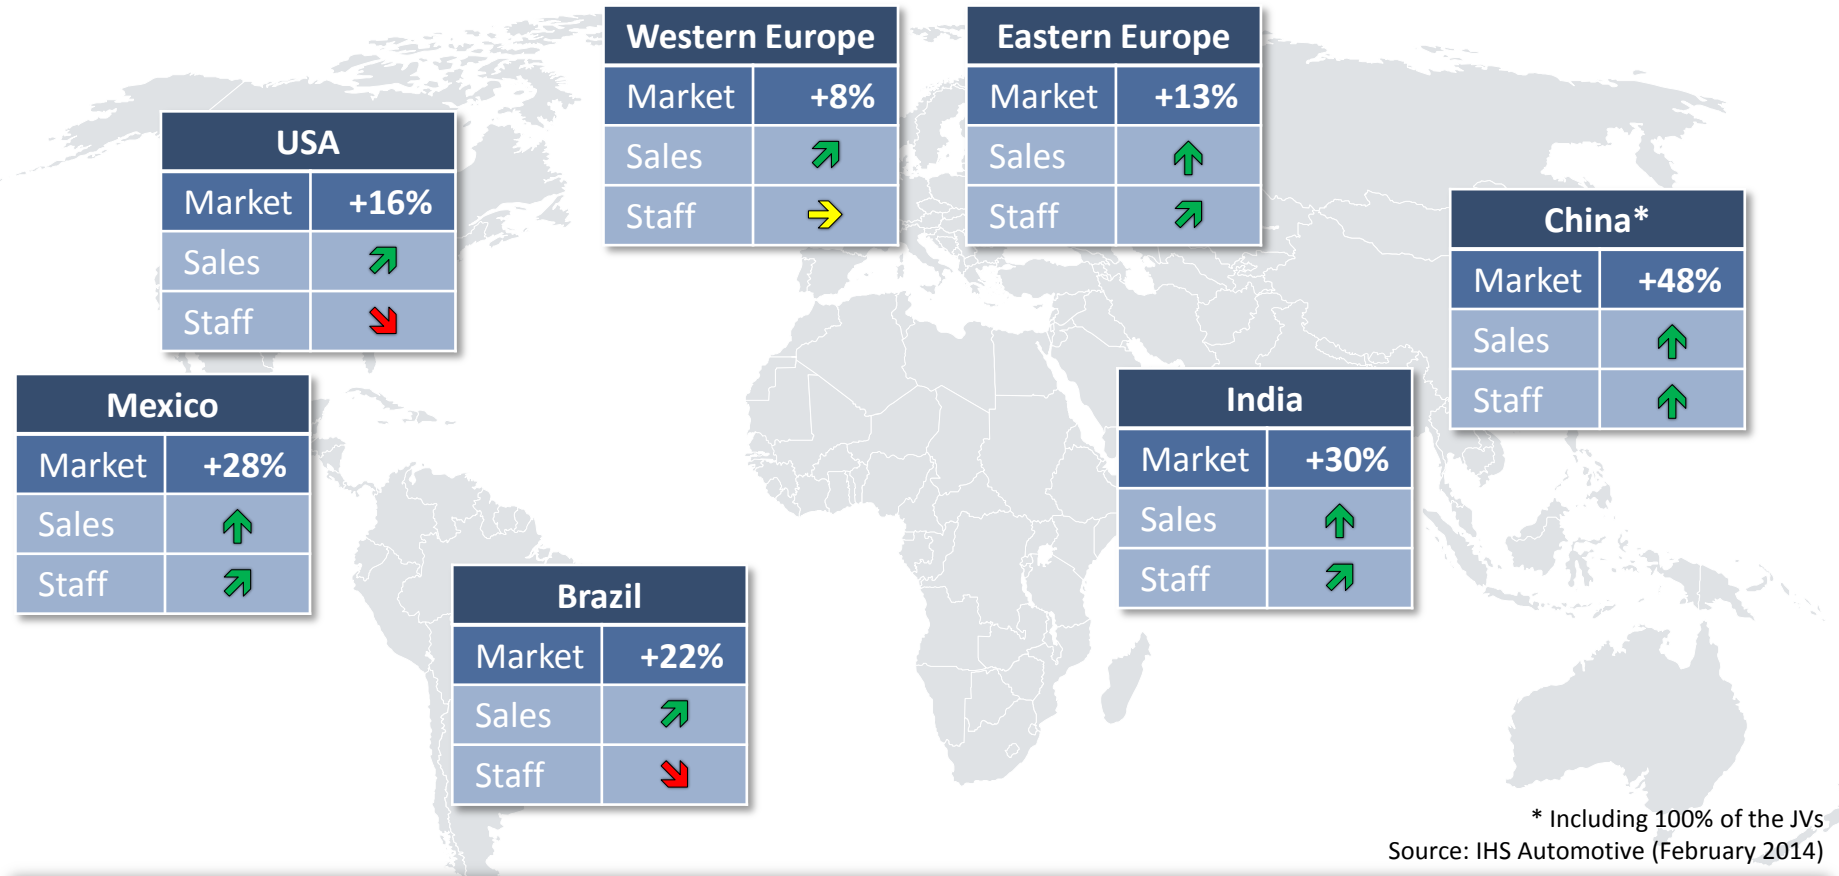 Western Europe
Market +8%
Sales
Staff
Eastern Europe
Market +13%
Sales
Staff
USA
Market +16%
Sales
Staff
China*
Market +48%
Sales
Staff
Mexico
Market +28%
Sales
Staff
India
Market +30%
Sales
Staff
Brazil
Market +22%
Sales
Staff
* Including 100% of the JVs
Source: IHS Automotive (February 2014)